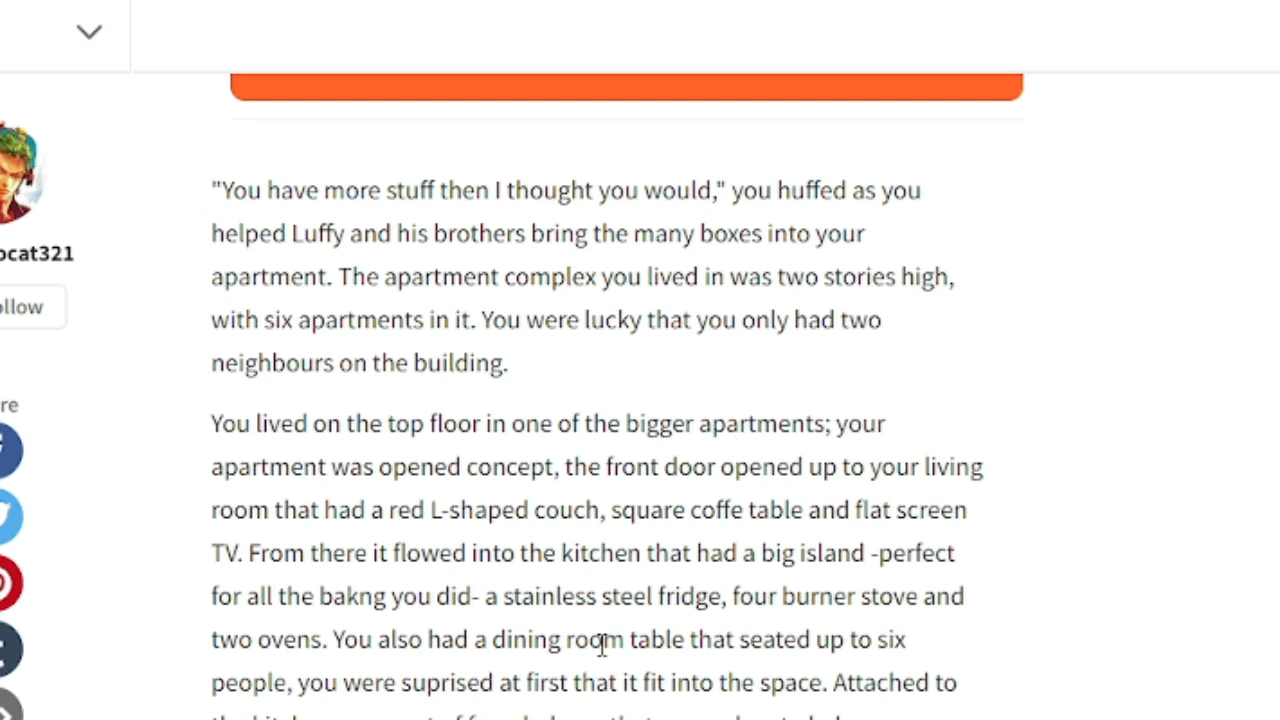 "You have more stuff then I thought you would," you huffed as you
helped Luffy and his brothers bring the many boxes into your
apartment. The apartment complex you lived in was two stories high,
ocat321
ollow
with six apartments in it. You were lucky that you only had two
neighbours on the building.
re
You lived on the top floor in one of the bigger apartments; your
apartment was opened concept, the front door opened up to your living
room that had a red L-shaped couch, square coffe table and flat screen
TV. From there it flowed into the kitchen that had a big island -perfect
for all the bakng you did- a stainless steel fridge, four burner stove and
two ovens. You also had a dining room table that seated up to six
people, you were suprised at first that it fit into the space. Attached to